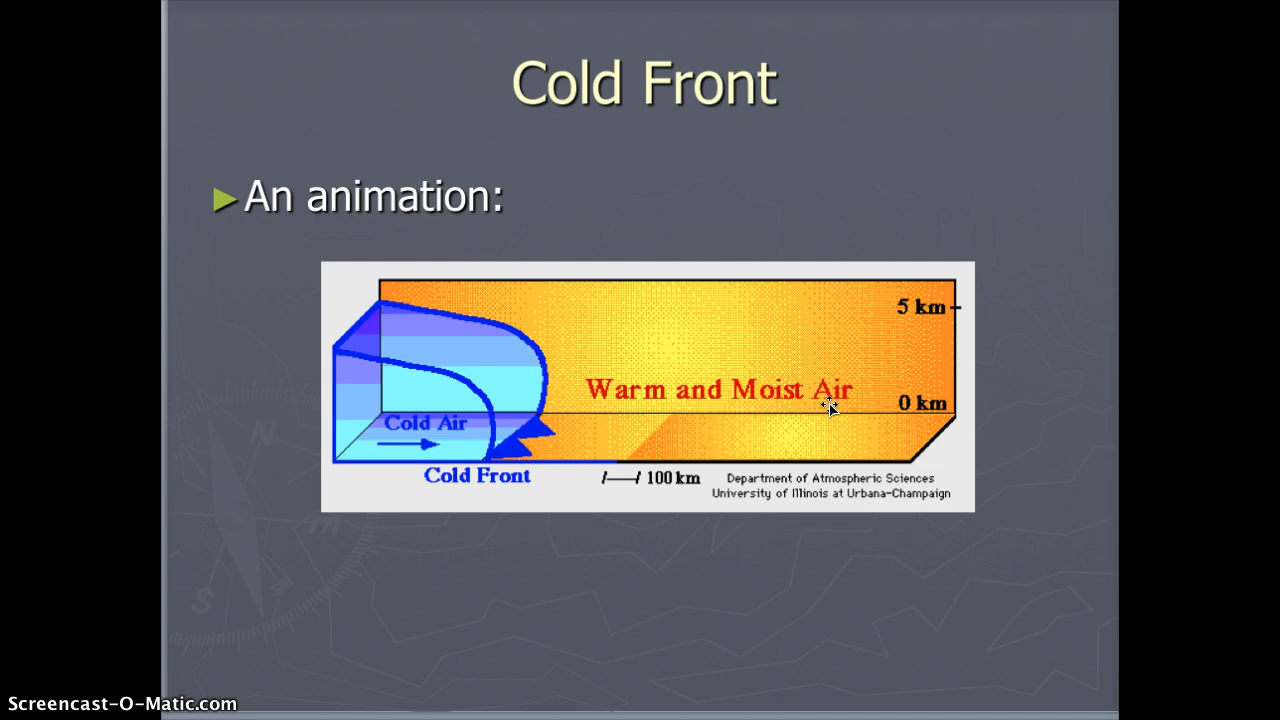 Cold Front
An animation:
5 km
Warm and Moist Air
0 km
Cold Air
Cold Front
100 km
Department of Atmospheric Sciences
University of Illinois at Urbana-Champaign
N
E
S
Screencast-O-Matic.com